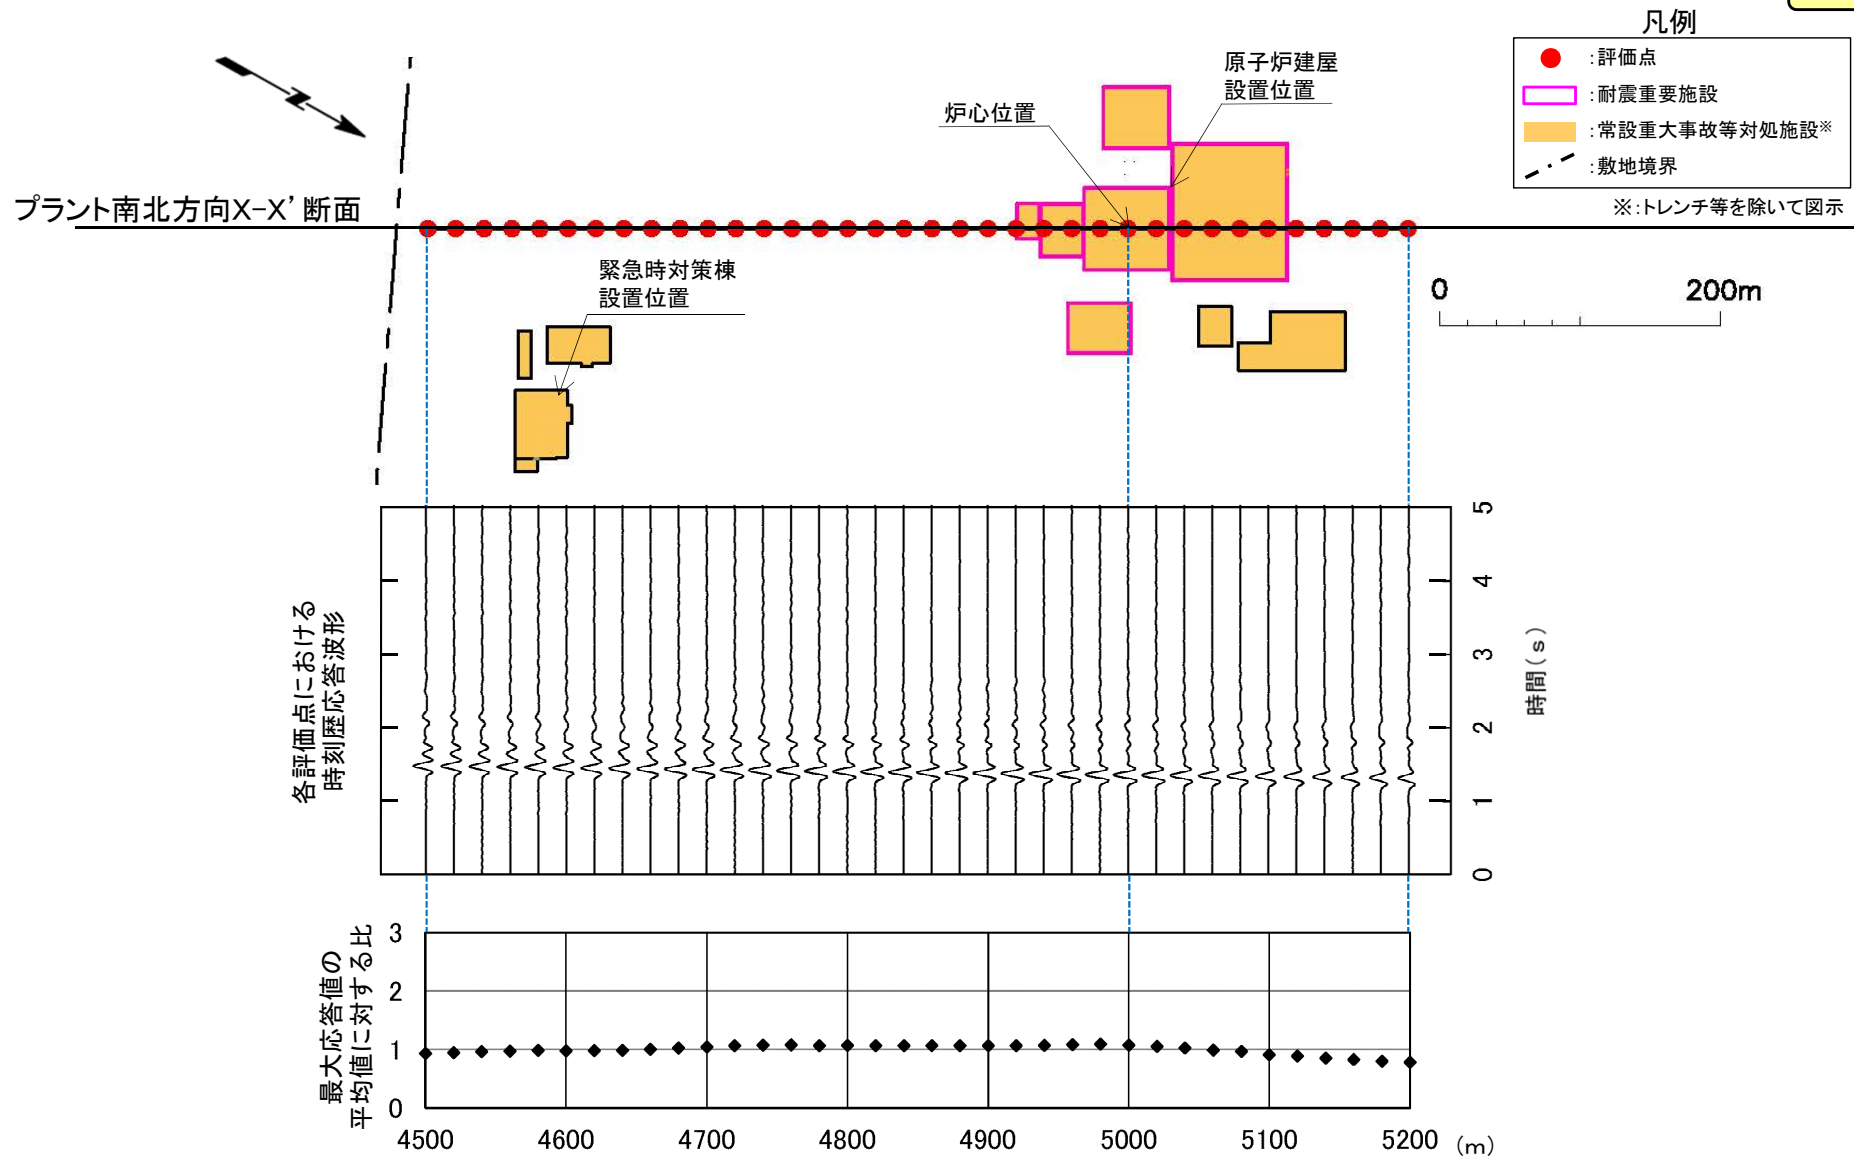 凡例
:評価点
:耐震重要施設
:常設重大事故等対処施設※
:敷地境界
※:トレンチ等を除いて図示
原子炉建屋
設置位置
炉心位置
プラント南北方向X-X’断面
緊急時対策棟
設置位置
0 200m
各評価点における
時刻歴応答波形
5
4
3
2
1
0
時間(s)
最大応答値の
平均値に対する比
3
2
1
0
4500 4600 4700 4800 4900 5000 5100 5200 (m)